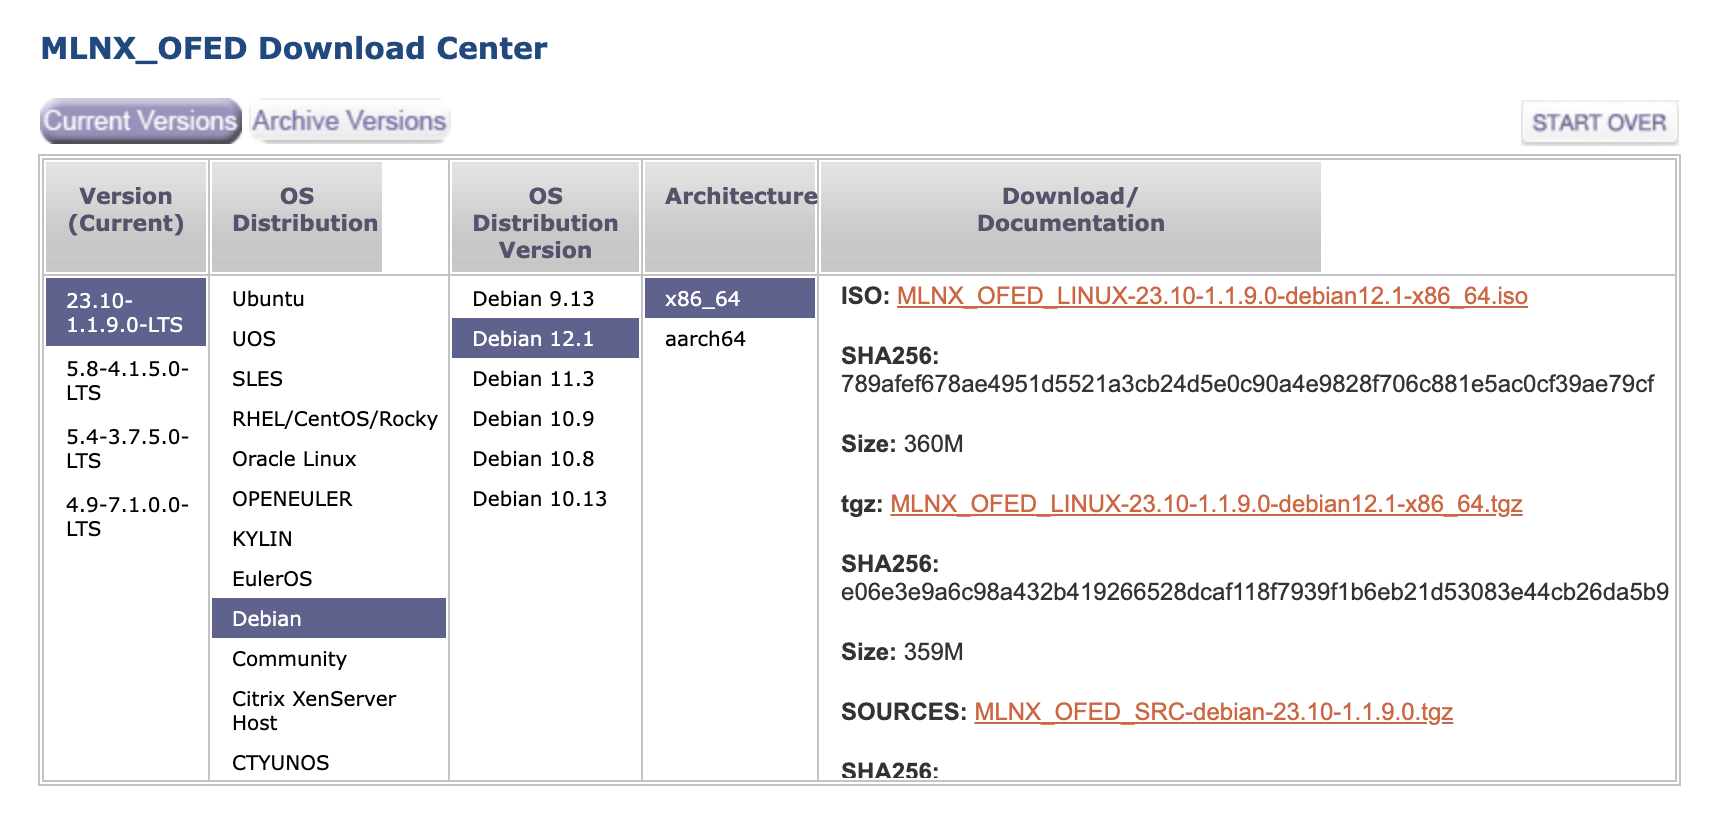 MLNX_OFED Download Center
Current Versions Archive Versions START OVER
Version
(Current)
OS
Distribution
OS
Distribution
Version
Architecture
Download/
Documentation
23.10-
1.1.9.0-LTS
5.8-4.1.5.0-
LTS
5.4-3.7.5.0-
LTS
4.9-7.1.0.0-
LTS
Ubuntu
UOS
SLES
RHEL/CentOS/Rocky
Oracle Linux
OPENEULER
KYLIN
EulerOS
Debian
Community
Citrix XenServer
Host
CTYUNOS
Debian 9.13
Debian 12.1
Debian 11.3
Debian 10.9
Debian 10.8
Debian 10.13
x86_64
aarch64
ISO: MLNX_OFED_LINUX-23.10-1.1.9.0-debian12.1-x86_64.iso
SHA256:
789afef678ae4951d5521a3cb24d5e0c90a4e9828f706c881e5ac0cf39ae79cf
Size: 360M
tgz: MLNX_OFED_LINUX-23.10-1.1.9.0-debian12.1-x86_64.tgz
SHA256:
e06e3e9a6c98a432b419266528dcaf118f7939f1b6eb21d53083e44cb26da5b9
Size: 359M
SOURCES: MLNX_OFED_SRC-debian-23.10-1.1.9.0.tgz
SHA256: